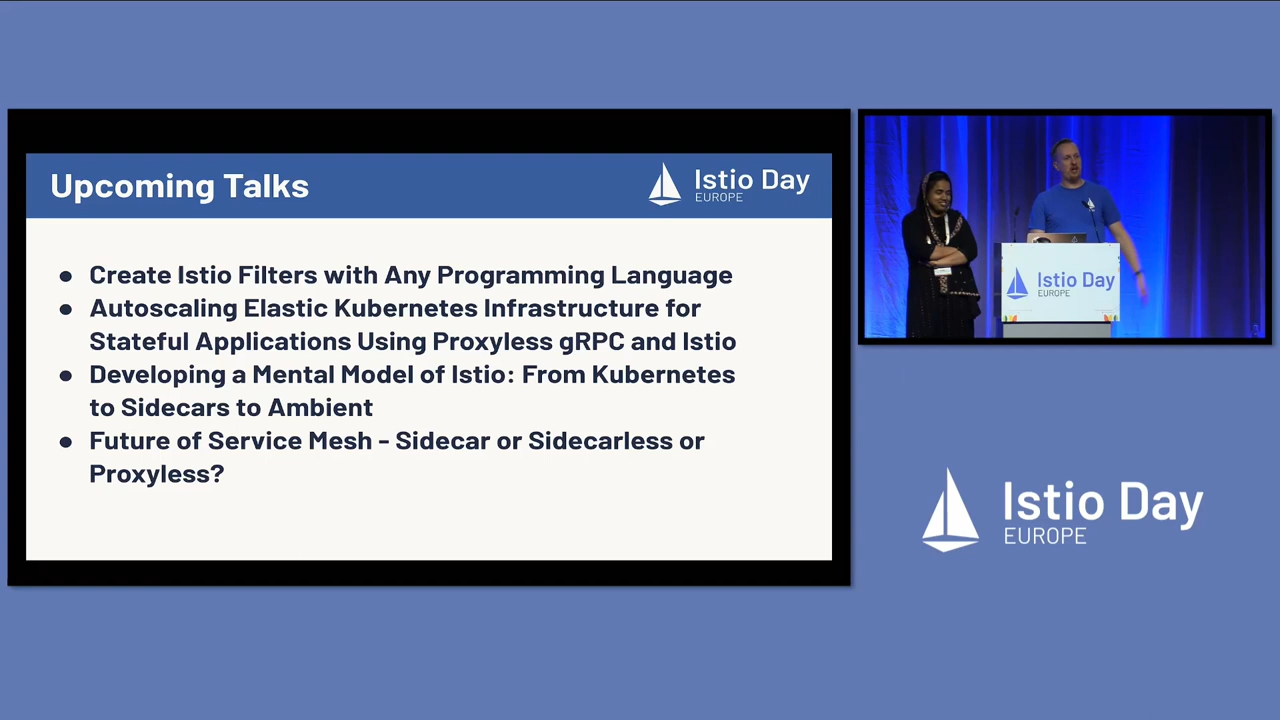 Upcoming Talks
Istio Day
EUROPE
● Create Istio Filters with Any Programming Language
● Autoscaling Elastic Kubernetes Infrastructure for
Stateful Applications Using Proxyless gRPC and Istio
● Developing a Mental Model of Istio: From Kubernetes
to Sidecars to Ambient
● Future of Service Mesh - Sidecar or Sidecarless or
Proxyless?
Istio Day
EUROPE
Istio Day
EUROPE